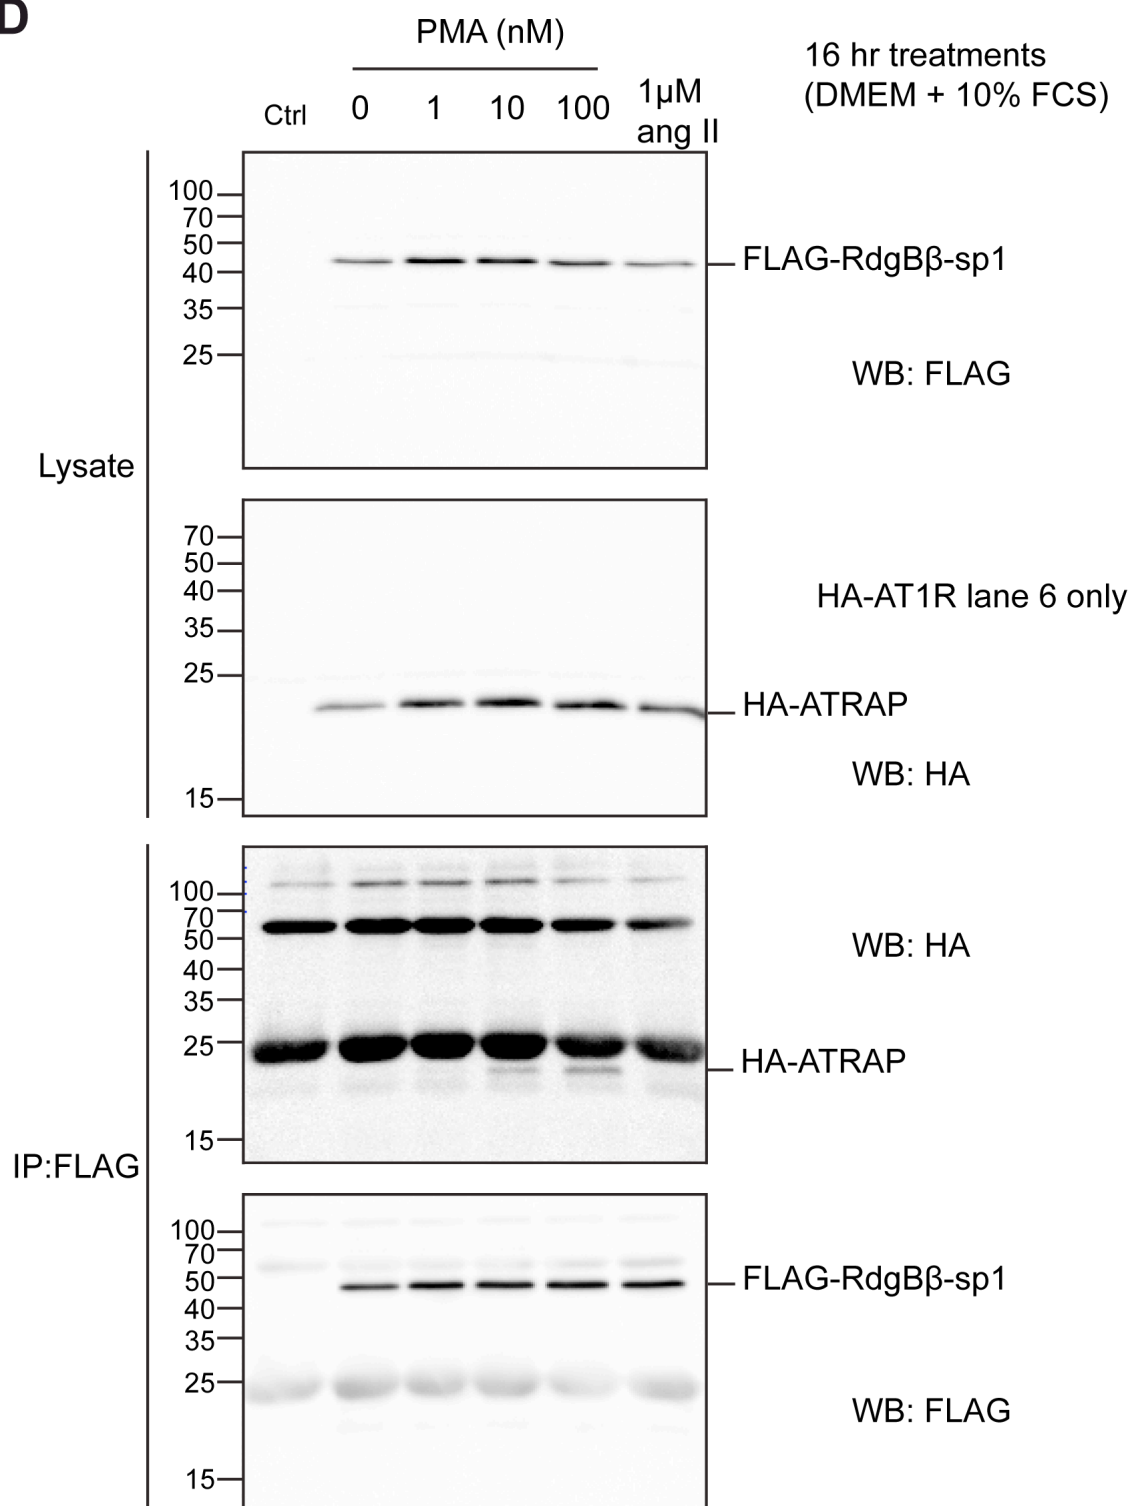 D
PMA (nM)
16 hr treatments
(DMEM + 10% FCS)
Ctrl 0 1 10 100 1µM
ang II
100
70
50
40
35
25
FLAG-RdgBβ-sp1
WB: FLAG
Lysate
70
50
40
35
25
15
HA-AT1R lane 6 only
HA-ATRAP
WB: HA
100
70
50
40
35
25
15
WB: HA
HA-ATRAP
IP:FLAG
100
70
50
40
35
25
15
FLAG-RdgBβ-sp1
WB: FLAG